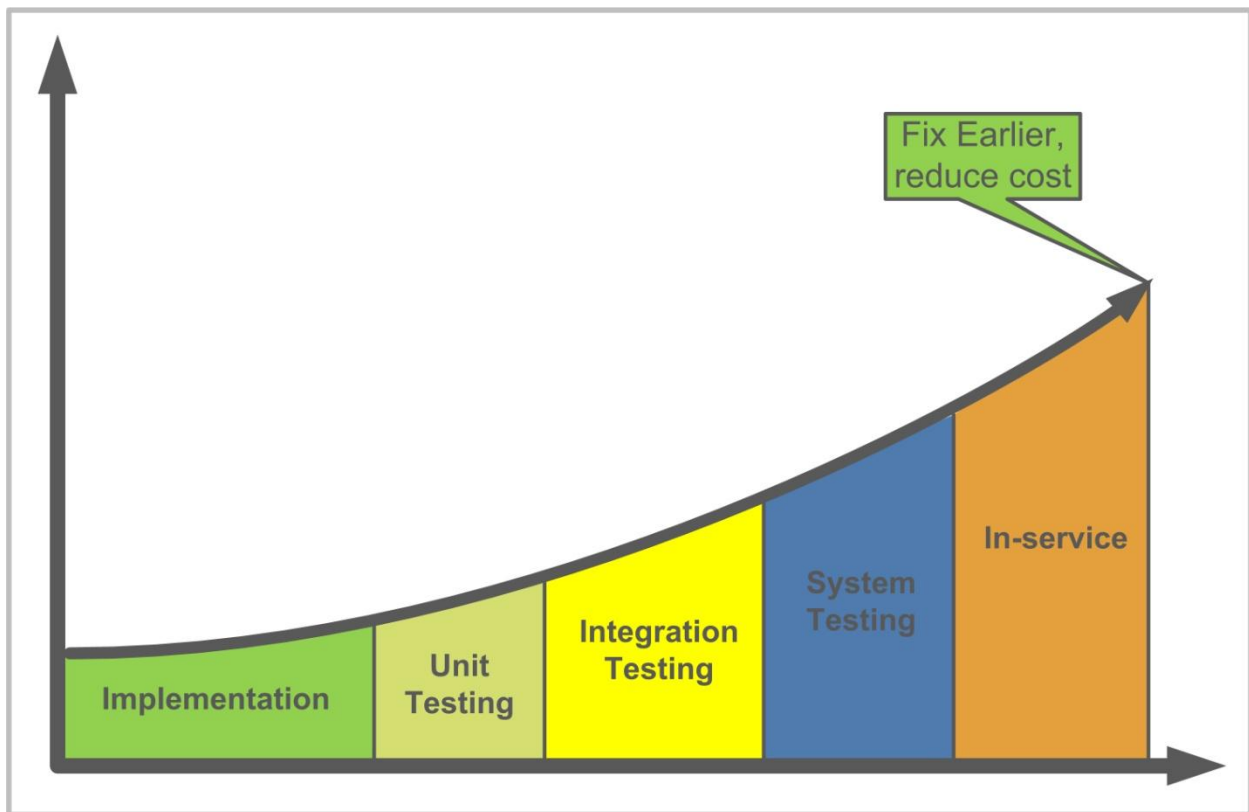 Fix Earlier,
reduce cost
In-service
System
Testing
Integration
Testing
Unit
Testing
Implementation